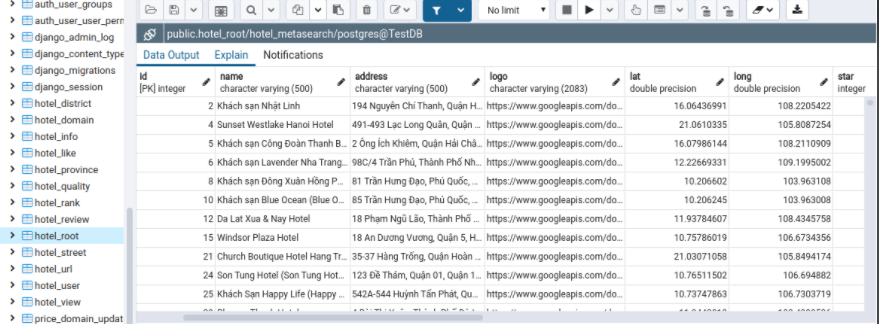 auth_user_groups
auth_user_user_perr
django_admin_log
django_content_type
django_migrations
django_session
hotel_district
hotel_domain
hotel_info
hotel_like
hotel_province
hotel_quality
hotel_rank
hotel_review
hotel_root
hotel_street
hotel_url
hotel_user
hotel_view
price_domain_updat
No limit
public.hotel_root/hotel_metasearch/postgres@TestDB
Data Output Explain Notifications
id name address logo lat long star
[PK] integer character varying (500) character varying (500) character varying (2083) double precision double precision integer
2 Khách sạn Nhật Linh 194 Nguyễn Chí Thanh, Quận H... https://www.googleapis.com/do... 16.06436991 108.2205422
4 Sunset Westlake Hanoi Hotel 491-493 Lạc Long Quân, Quận ... https://www.googleapis.com/do... 21.0610335 105.8087254
5 Khách sạn Công Đoàn Thanh B... 2 Ông Ích Khiêm, Quận Hải Châ... https://www.googleapis.com/do... 16.07986144 108.2110909
6 Khách sạn Lavender Nha Trang... 98C/4 Trần Phú, Thành Phố Nh... https://www.googleapis.com/do... 12.22669331 109.1995002
8 Khách sạn Đông Xuân Hồng P... 81 Trần Hưng Đạo, Phú Quốc, ... https://www.googleapis.com/do... 10.206602 103.963108
10 Khách sạn Blue Ocean (Blue O... 85 Trần Hưng Đạo, Phú Quốc, ... https://www.googleapis.com/do... 10.206245 103.963008
12 Da Lat Xua & Nay Hotel 18 Phạm Ngũ Lão, Thành Phố ... https://www.googleapis.com/do... 11.93784607 108.4345758
15 Windsor Plaza Hotel 18 An Dương Vương, Quận 5, H... https://www.googleapis.com/do... 10.75786019 106.6734356
21 Church Boutique Hotel Hang Tr... 35-37 Hàng Trống, Quận Hoàn ... https://www.googleapis.com/do... 21.03071058 105.8494174
24 Son Tung Hotel (Son Tung Hot... 123 Đề Thám, Quận 01, Quận 1... https://www.googleapis.com/do... 10.76511502 106.694882
25 Khách Sạn Happy Life (Happy ... 542A-544 Huỳnh Tấn Phát, Qu... https://www.googleapis.com/do... 10.73747863 106.7303719